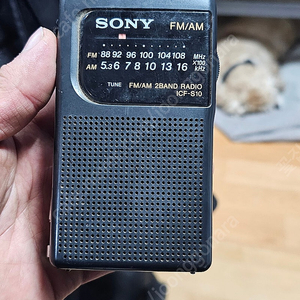 SONY FM/AM
FM 88 92 96 100 104 108 MHz
AM 5.3 6 7 8 10 13 16 X100 kHz
TUNE FM/AM 2BAND RADIO
ICF-S10